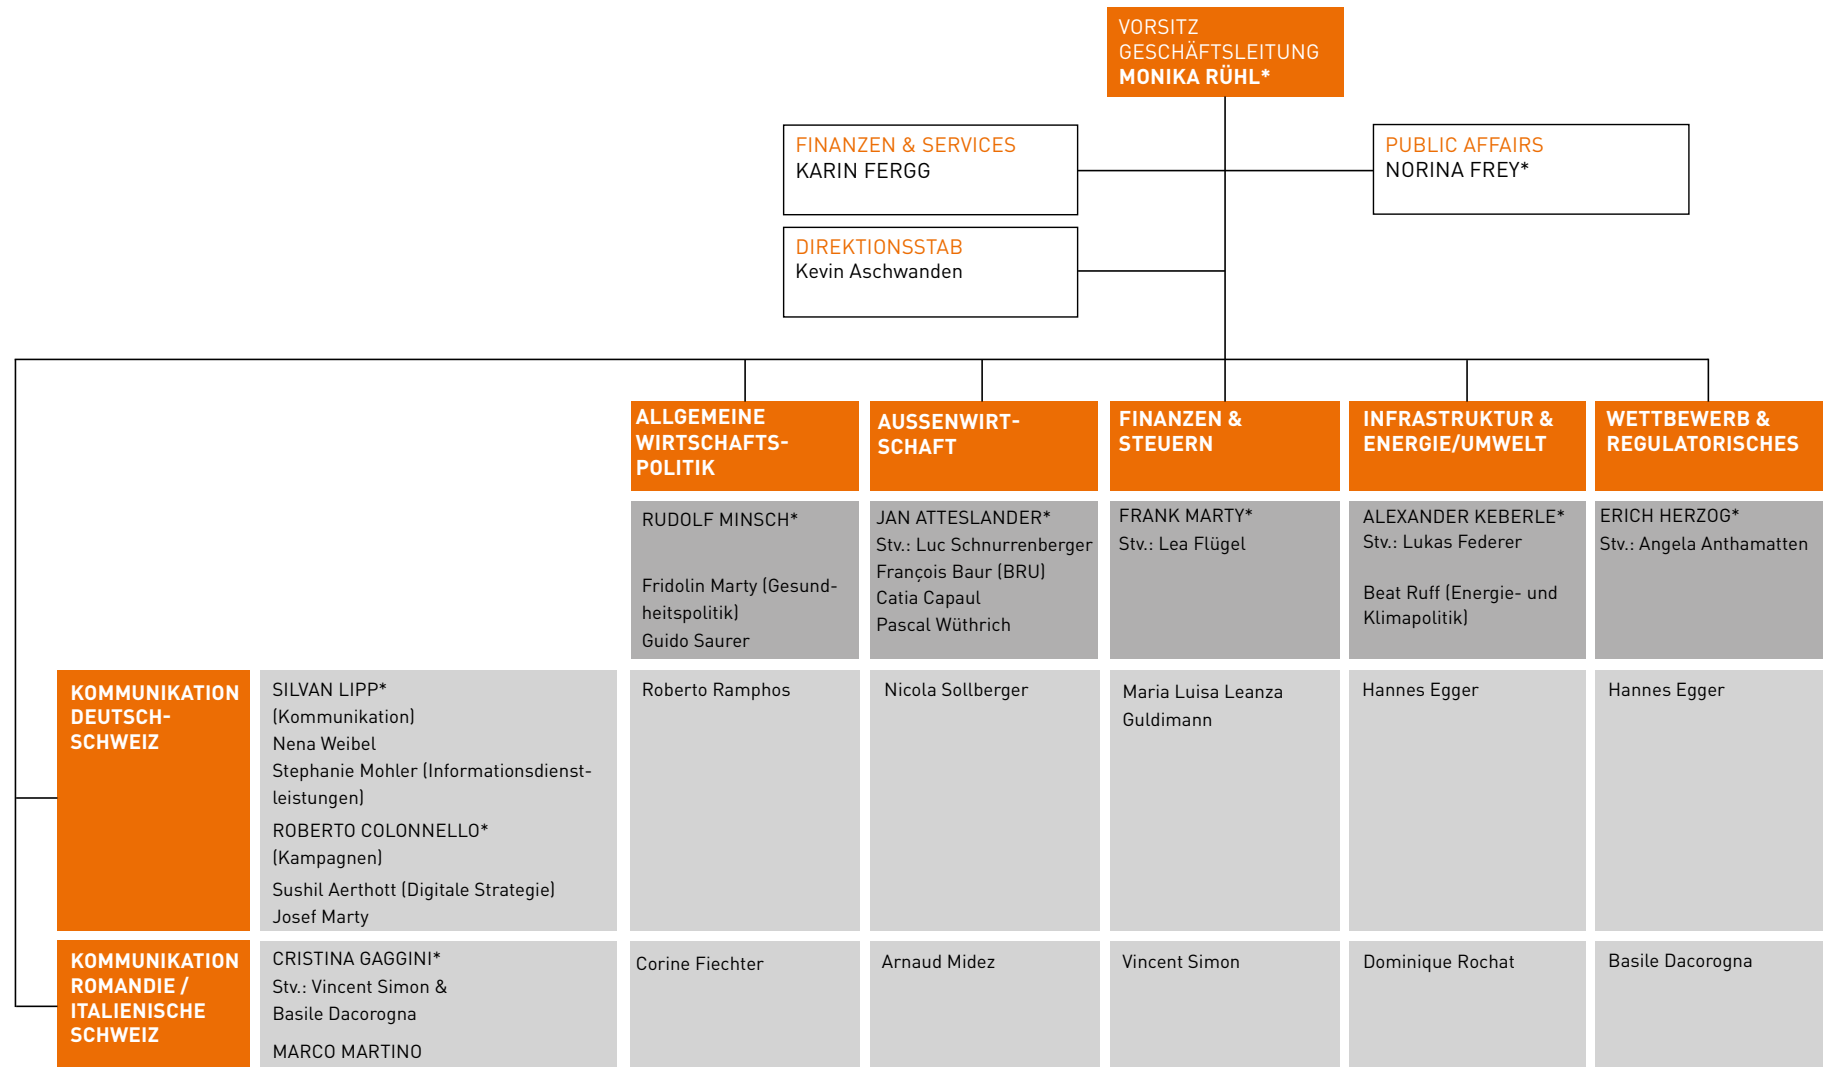 VORSITZ
GESCHÄFTSLEITUNG
MONIKA RÜHL*
FINANZEN & SERVICES
KARIN FERGG
PUBLIC AFFAIRS
NORINA FREY*
DIREKTIONSSTAB
Kevin Aschwanden
ALLGEMEINE
WIRTSCHAFTS-
POLITIK
AUSSENWIRT-
SCHAFT
FINANZEN &
STEUERN
INFRASTRUKTUR &
ENERGIE/UMWELT
WETTBEWERB &
REGULATORISCHES
RUDOLF MINSCH*
Fridolin Marty (Gesund-
heitspolitik)
Guido Saurer
JAN ATTESLANDER*
Stv.: Luc Schnurrenberger
François Baur (BRU)
Catia Capaul
Pascal Wüthrich
FRANK MARTY*
Stv.: Lea Flügel
ALEXANDER KEBERLE*
Stv.: Lukas Federer
Beat Ruff (Energie- und
Klimapolitik)
ERICH HERZOG*
Stv.: Angela Anthamatten
KOMMUNIKATION
DEUTSCH-
SCHWEIZ
SILVAN LIPP*
(Kommunikation)
Nena Weibel
Stephanie Mohler (Informationsdienst-
leistungen)
ROBERTO COLONNELLO*
(Kampagnen)
Sushil Aerthott (Digitale Strategie)
Josef Marty
Roberto Ramphos
Nicola Sollberger
Maria Luisa Leanza
Guldimann
Hannes Egger
Hannes Egger
KOMMUNIKATION
ROMANDIE /
ITALIENISCHE
SCHWEIZ
CRISTINA GAGGINI*
Stv.: Vincent Simon &
Basile Dacorogna
MARCO MARTINO
Corine Fiechter
Arnaud Midez
Vincent Simon
Dominique Rochat
Basile Dacorogna